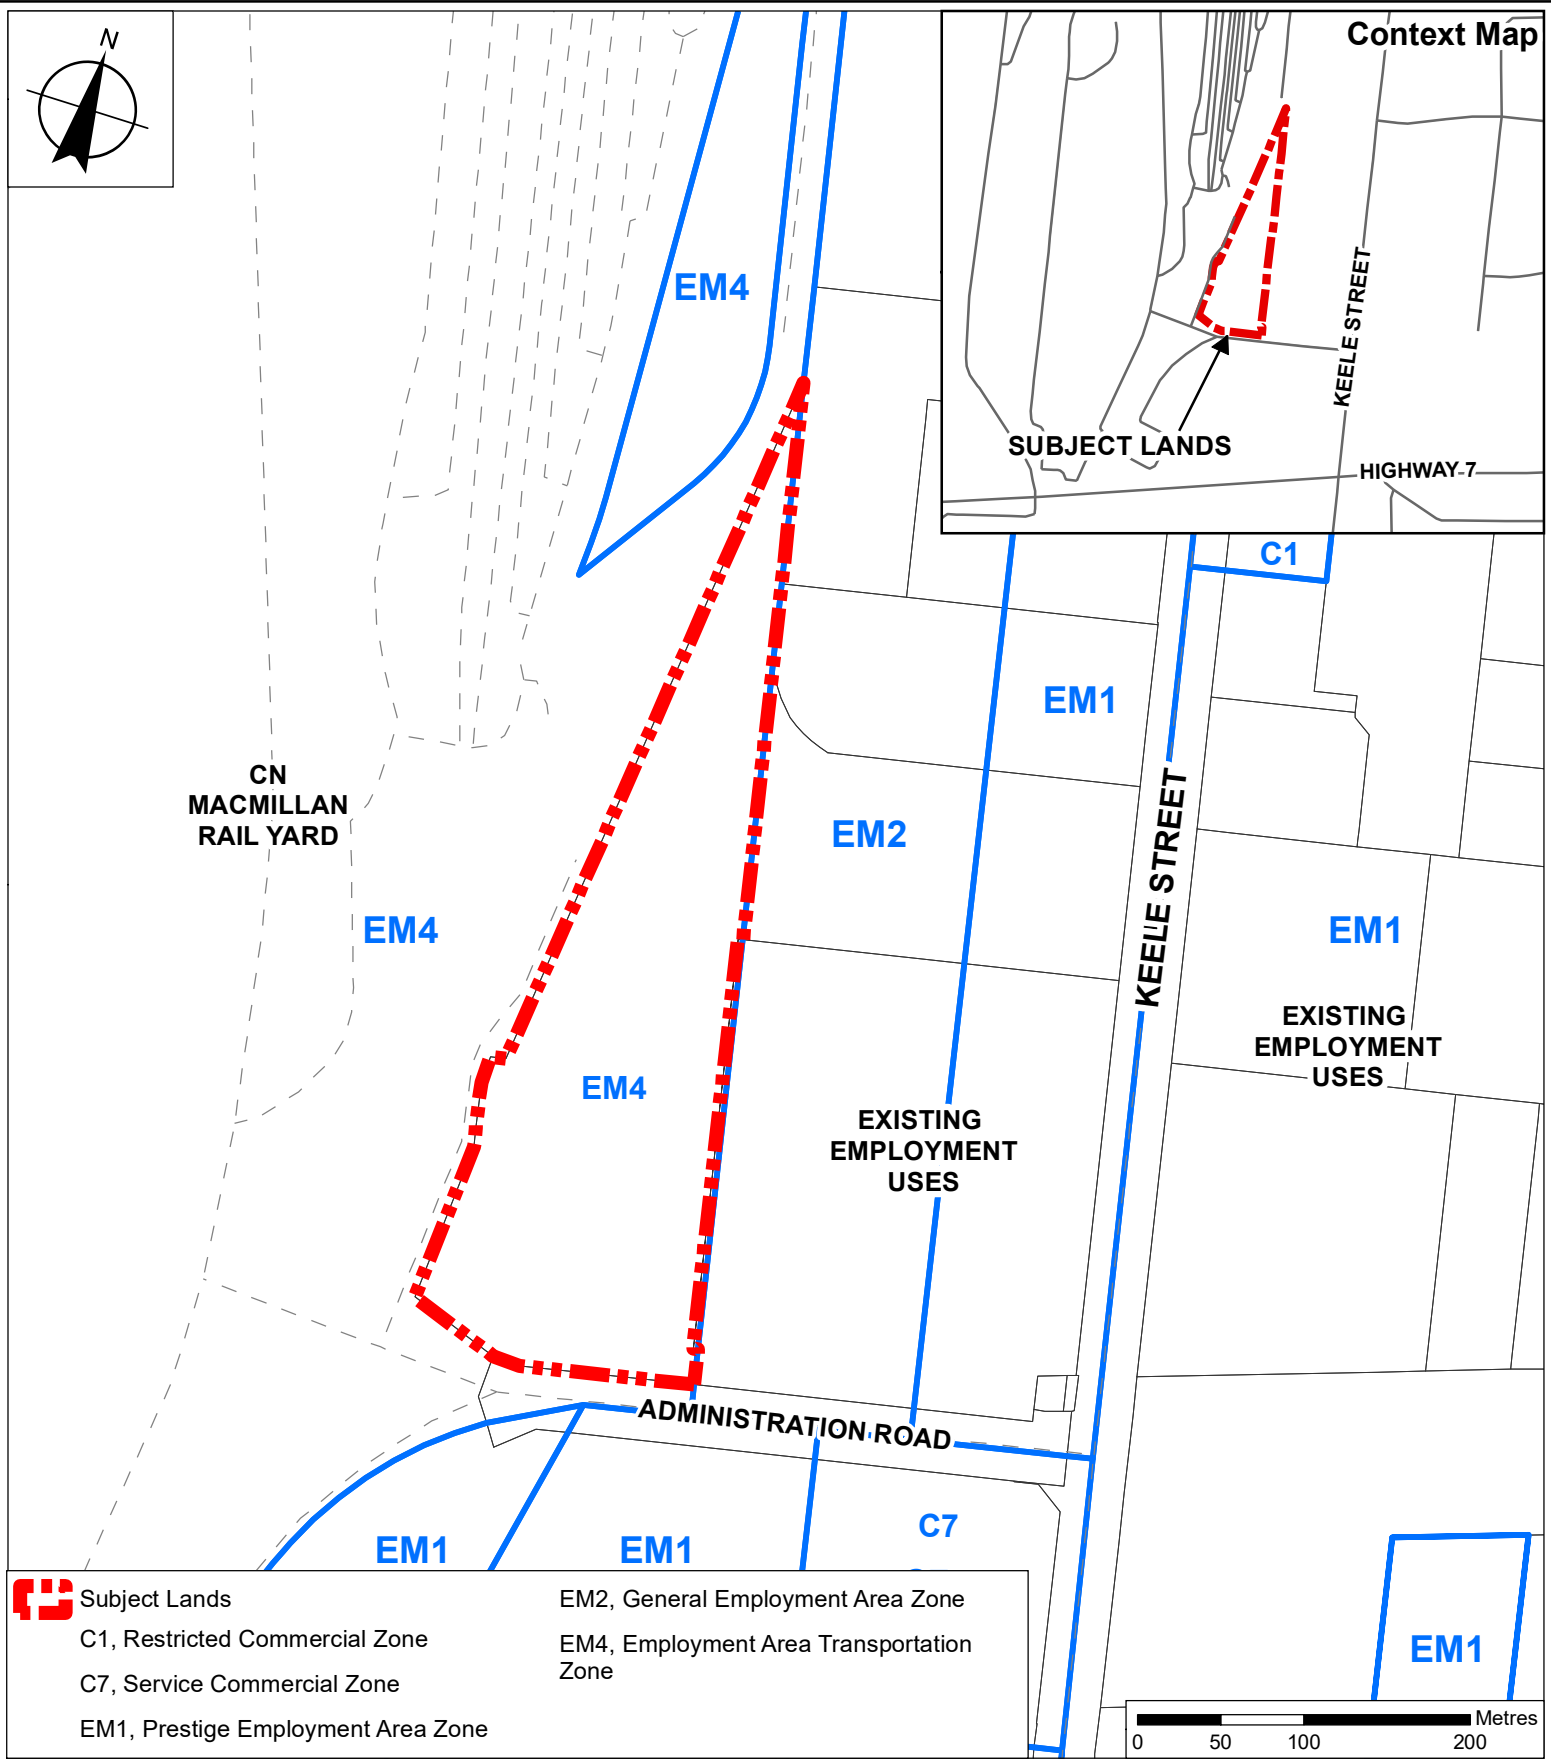 N
Context Map
KEELE STREET
SUBJECT LANDS
HIGHWAY 7
EM4
C1
EM1
CN
MACMILLAN
RAIL YARD
EM2
KEELE STREET
EM4
EM1
EXISTING
EMPLOYMENT
USES
EM4
EXISTING
EMPLOYMENT
USES
ADMINISTRATION ROAD
C7
EM1
EM1
EM1
Subject Lands
C1, Restricted Commercial Zone
C7, Service Commercial Zone
EM1, Prestige Employment Area Zone
EM2, General Employment Area Zone
EM4, Employment Area Transportation
Zone
Metres
0 50 100 200